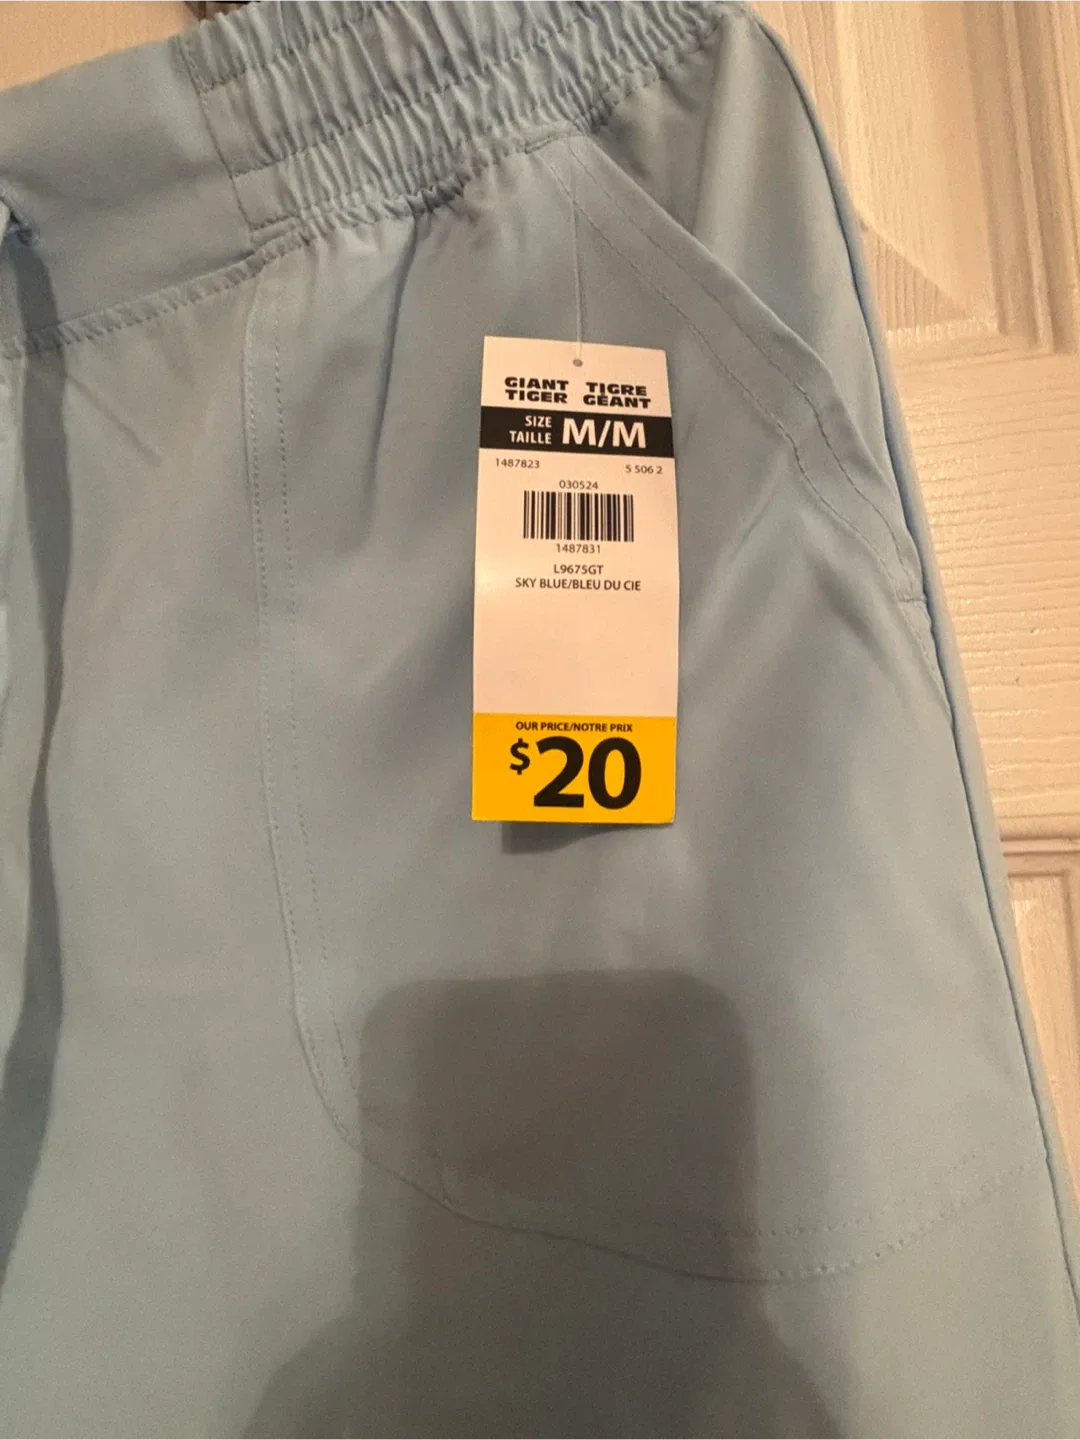 GIANT TIGRE
TIGER GÉANT
SIZE
TAILLE M/M
1487823 5 506 2
030524
1487831
L9675GT
SKY BLUE/BLEU DU CIE
OUR PRICE/NOTRE PRIX
$20